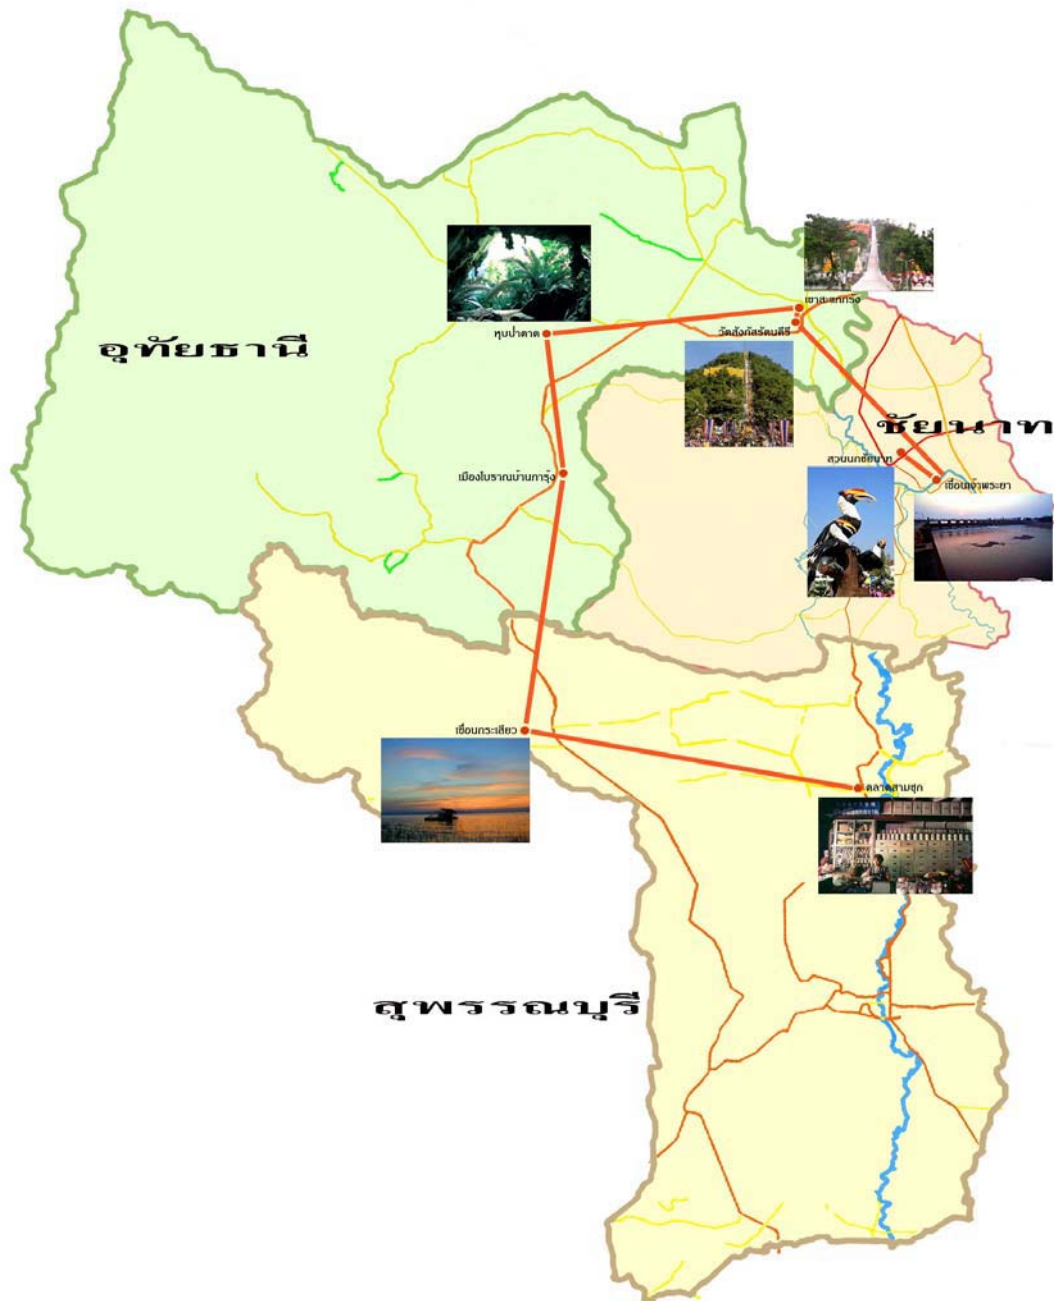 เขาสะแกกรัง
หุบป่าตาด
วัดสังกัสรัตนคีรี
อุทัยธานี
ชัยนาท
สวนนกชัยนาท
เมืองโบราณบ้านการุ้ง
เขื่อนเจ้าพระยา
เขื่อนกระเสียว
ตลาดสามชุก
สุพรรณบุรี